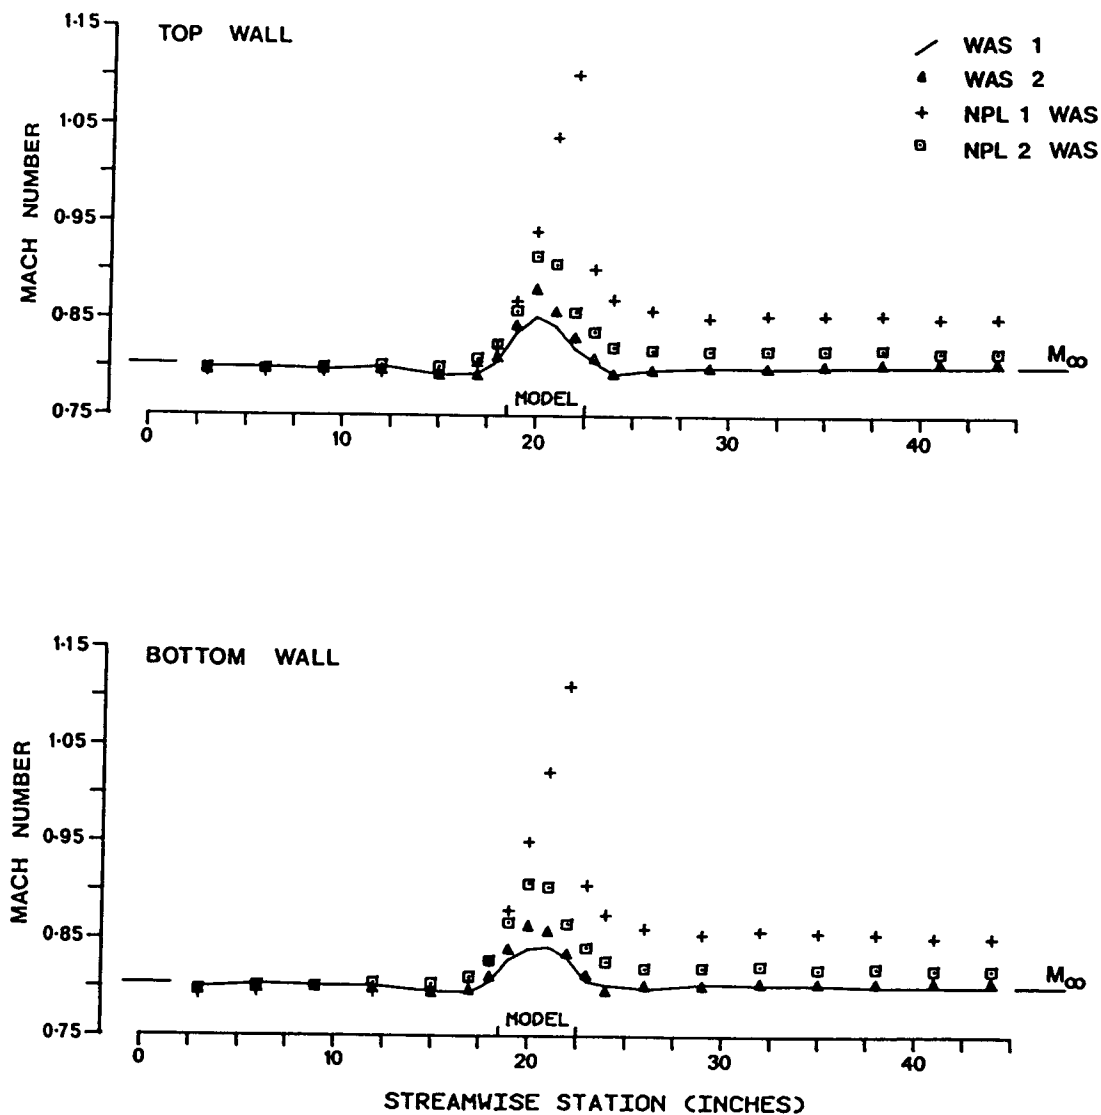 1·15
TOP WALL
WAS 1
WAS 2
NPL 1 WAS
NPL 2 WAS
1·05
0·95
0·85
0·75
MACH NUMBER
M∞
MODEL
0 10 20 30 40
1·15
BOTTOM WALL
1·05
0·95
0·85
0·75
MACH NUMBER
M∞
MODEL
0 10 20 30 40
STREAMWISE STATION (INCHES)